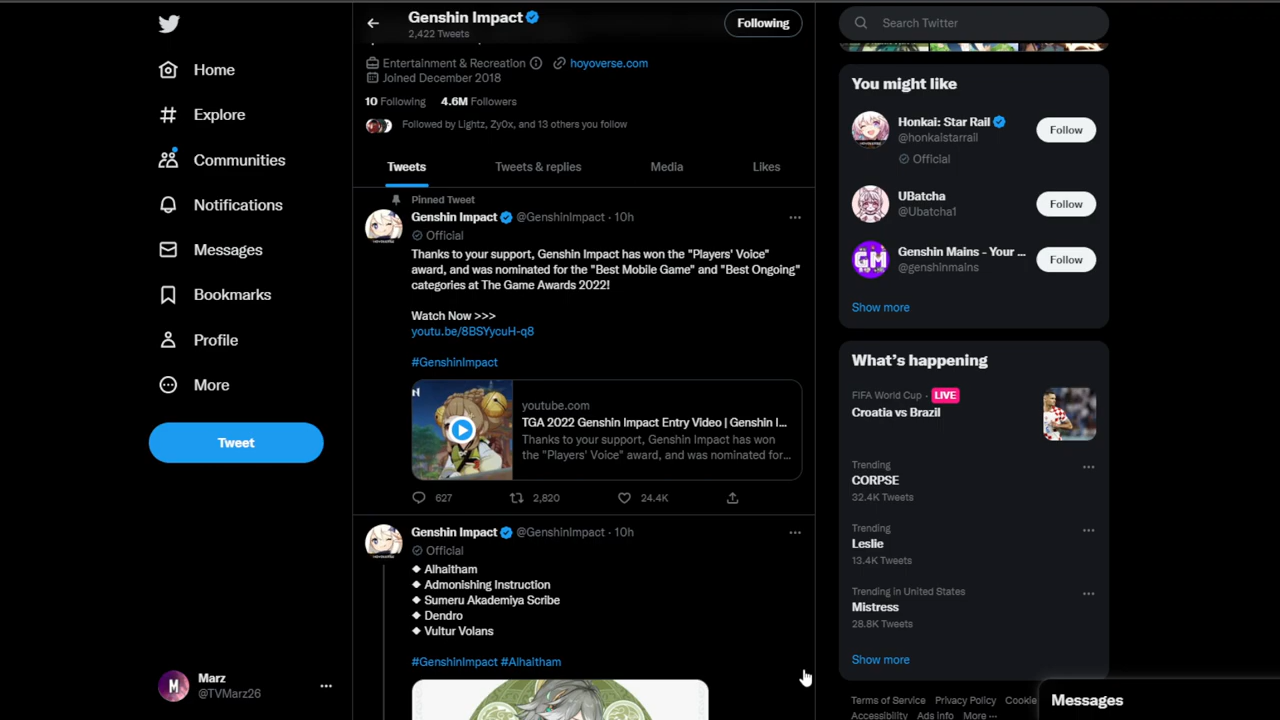 Home
Explore
Communities
Notifications
Messages
Bookmarks
Profile
More
Tweet
M
Marz
@TVMarz26
Genshin Impact
2,422 Tweets
Following
Entertainment & Recreation hoyoverse.com
Joined December 2018
10 Following 4.6M Followers
Followed by Lightz, Zy0x, and 13 others you follow
Tweets Tweets & replies Media Likes
Pinned Tweet
Genshin Impact @GenshinImpact · 10h
Official
Thanks to your support, Genshin Impact has won the "Players' Voice"
award, and was nominated for the "Best Mobile Game" and "Best Ongoing"
categories at The Game Awards 2022!
Watch Now >>>
youtu.be/8BSYycuH-q8
#GenshinImpact
youtube.com
TGA 2022 Genshin Impact Entry Video | Genshin I...
Thanks to your support, Genshin Impact has won
the "Players' Voice" award, and was nominated for...
627 2,820 24.4K
Genshin Impact @GenshinImpact · 10h
Official
◆ Alhaitham
◆ Admonishing Instruction
◆ Sumeru Akademiya Scribe
◆ Dendro
◆ Vultur Volans
#GenshinImpact #Alhaitham
Search Twitter
You might like
Honkai: Star Rail
@honkaistarrail
Official
Follow
UBatcha
@Ubatcha1
Follow
GM
Genshin Mains - Your ...
@genshinmains
Follow
Show more
What's happening
FIFA World Cup · LIVE
Croatia vs Brazil
Trending
CORPSE
32.4K Tweets
Trending
Leslie
13.4K Tweets
Trending in United States
Mistress
28.8K Tweets
Show more
Terms of Service Privacy Policy Cookie
Accessibility Ads info More ...
Messages